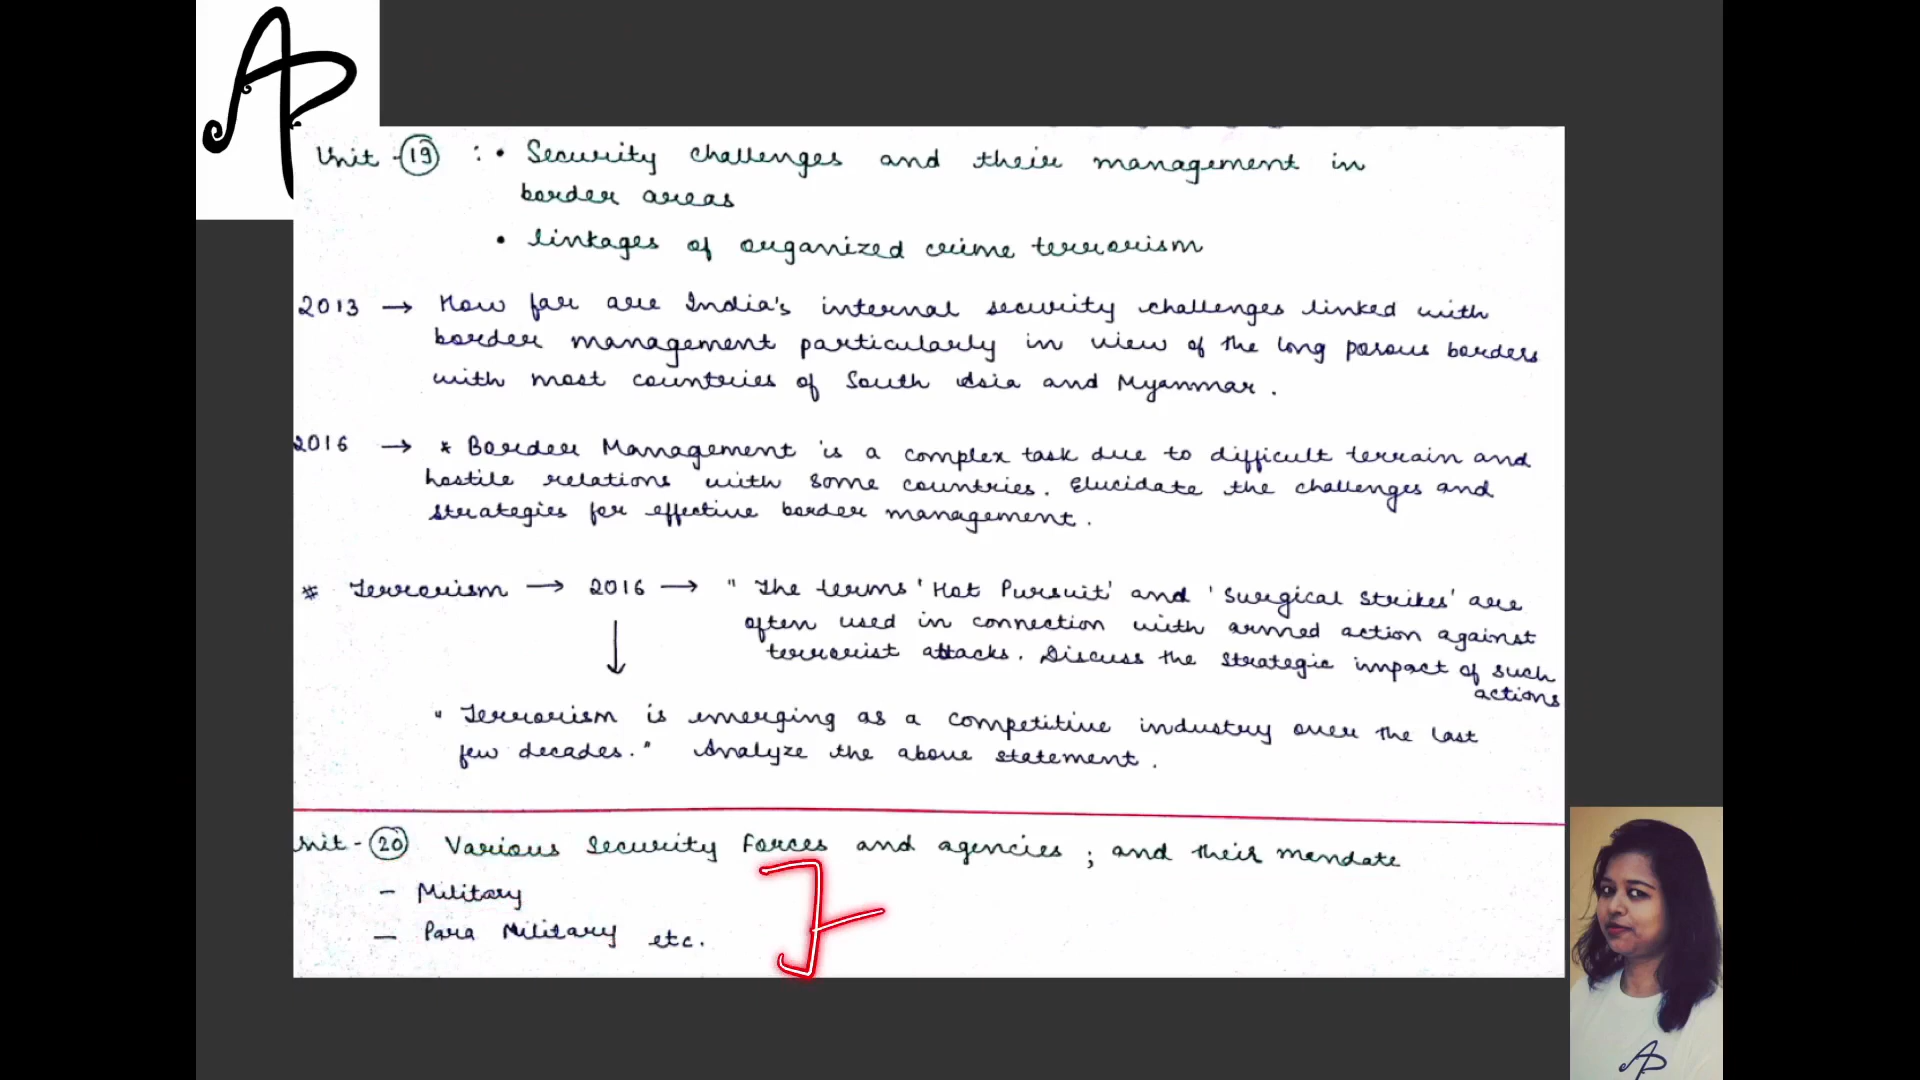 AP
Unit - 19 : • Security challenges and their management in
border areas
• linkages of organized crime terrorism
2013 → How far are India's internal security challenges linked with
border management particularly in view of the long porous borders
with most countries of South Asia and Myanmar.
2016 → * Border Management is a complex task due to difficult terrain and
hostile relations with some countries. Elucidate the challenges and
strategies for effective border management.
* Terrorism → 2016 → " The terms 'Hot Pursuit' and 'Surgical Strikes' are
often used in connection with armed action against
terrorist attacks. Discuss the strategic impact of such
actions
" Terrorism is emerging as a competitive industry over the last
few decades." Analyze the above statement.
Unit - 20 Various Security Forces and agencies ; and their mandate
- Military
- Para Military etc.
AP